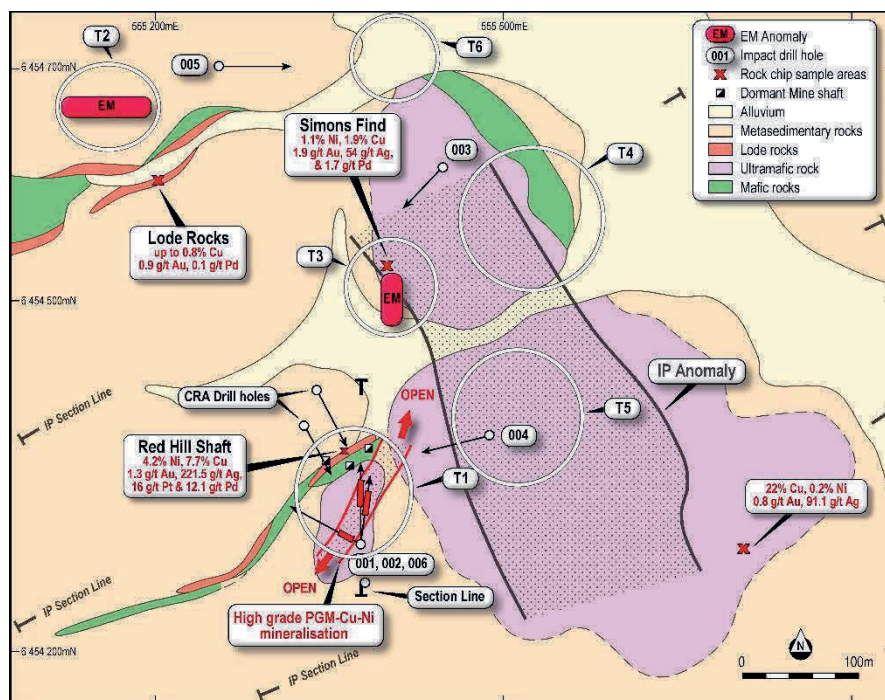 555 200mE
555 500mE
T2
T6
005
6 454 700mN
EM
Simons Find
1.1% Ni, 1.9% Cu
1.9 g/t Au, 54 g/t Ag,
& 1.7 g/t Pd
003
T4
EM EM Anomaly
001 Impact drill hole
Rock chip sample areas
Dormant Mine shaft
Alluvium
Metasedimentary rocks
Lode rocks
Ultramafic rock
Mafic rocks
Lode Rocks
up to 0.8% Cu
0.9 g/t Au, 0.1 g/t Pd
T3
EM
6 454 500mN
IP Anomaly
CRA Drill holes
OPEN
T5
IP Section Line
004
Red Hill Shaft
4.2% Ni, 7.7% Cu
1.3 g/t Au, 221.5 g/t Ag,
16 g/t Pt & 12.1 g/t Pd
T1
22% Cu, 0.2% Ni
0.8 g/t Au, 91.1 g/t Ag
001, 002, 006
OPEN
Section Line
IP Section Line
High grade PGM-Cu-Ni
mineralisation
6 454 200mN
IP Section Line
N
0
100m